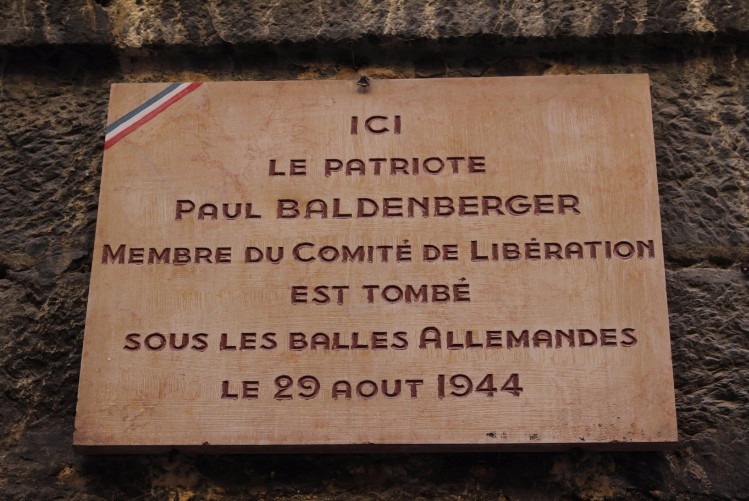 ICI
LE PATRIOTE
PAUL BALDENBERGER
MEMBRE DU COMITÉ DE LIBÉRATION
EST TOMBÉ
SOUS LES BALLES ALLEMANDES
LE 29 AOUT 1944